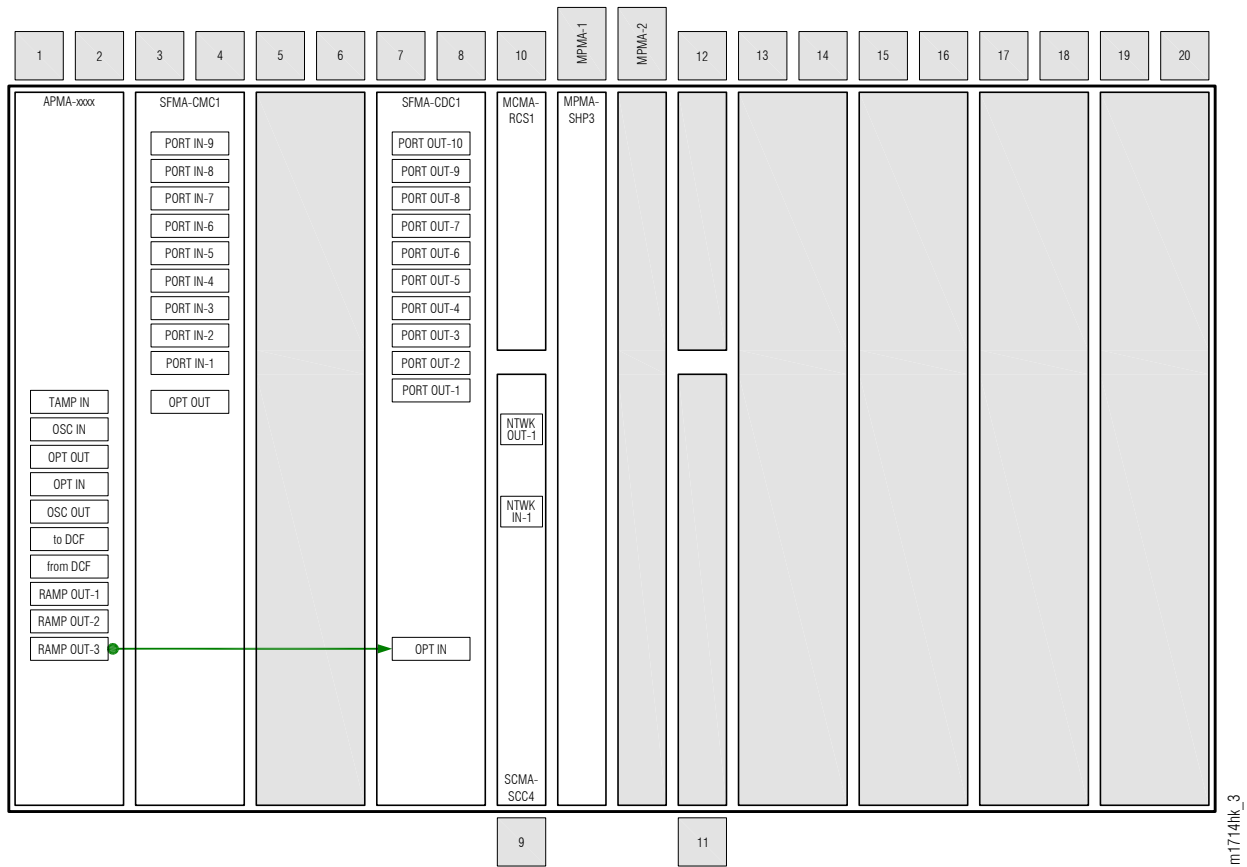 MPMA-1
MPMA-2
1
2
3
4
5
6
7
8
10
12
13
14
15
16
17
18
19
20
APMA-xxxx
TAMP IN
OSC IN
OPT OUT
OPT IN
OSC OUT
to DCF
from DCF
RAMP OUT-1
RAMP OUT-2
RAMP OUT-3
SFMA-CMC1
PORT IN-9
PORT IN-8
PORT IN-7
PORT IN-6
PORT IN-5
PORT IN-4
PORT IN-3
PORT IN-2
PORT IN-1
OPT OUT
SFMA-CDC1
PORT OUT-10
PORT OUT-9
PORT OUT-8
PORT OUT-7
PORT OUT-6
PORT OUT-5
PORT OUT-4
PORT OUT-3
PORT OUT-2
PORT OUT-1
OPT IN
MCMA-
RCS1
NTWK
OUT-1
NTWK
IN-1
SCMA-
SCC4
MPMA-
SHP3
9
11
m1714hk_3